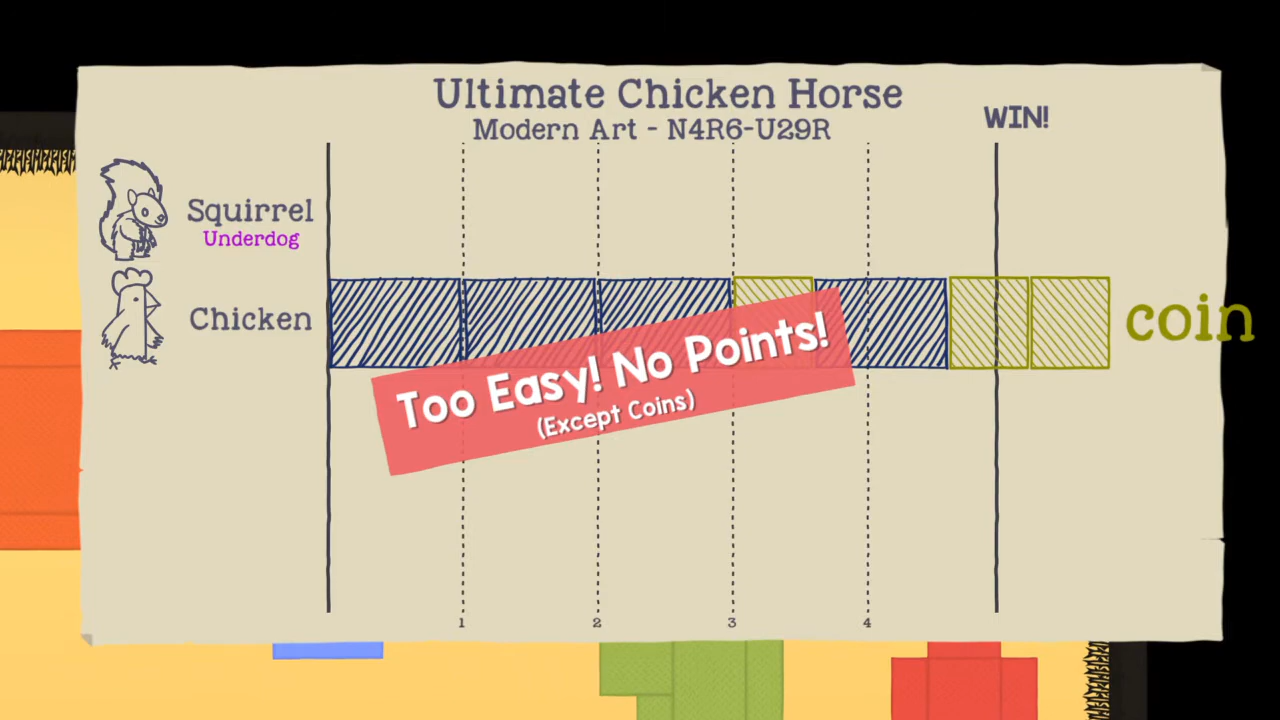 Ultimate Chicken Horse
Modern Art - N4R6-U29R
WIN!
Squirrel
Underdog
Chicken
coin
Too Easy! No Points!
(Except Coins)
1 2 3 4